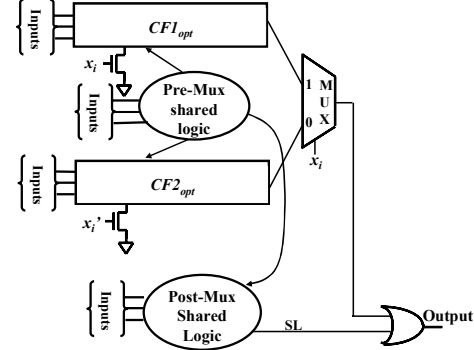 Inputs
CF1opt
xi
Pre-Mux
shared
logic
Inputs
1
0
M
U
X
xi
Inputs
CF2opt
xi'
Inputs
Post-Mux
Shared
Logic
SL
Output